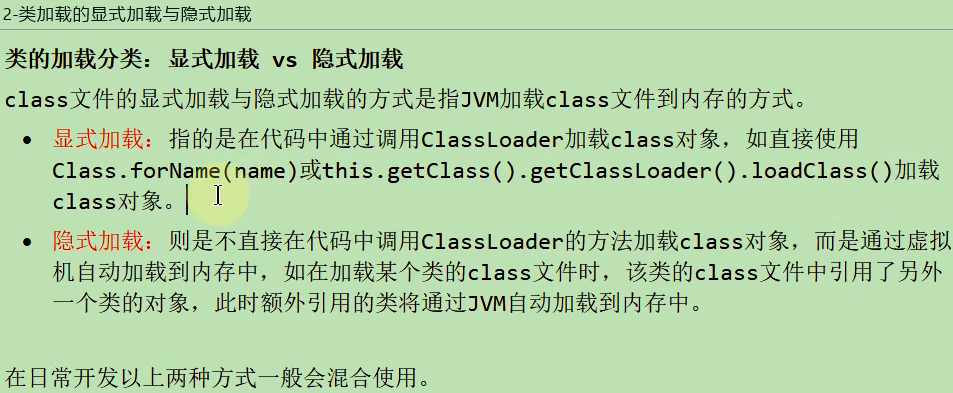 2-类加载的显式加载与隐式加载
类的加载分类：显式加载 vs 隐式加载
class文件的显式加载与隐式加载的方式是指JVM加载class文件到内存的方式。
• 显式加载：指的是在代码中通过调用ClassLoader加载class对象，如直接使用
Class.forName(name)或this.getClass().getClassLoader().loadClass()加载
class对象。
• 隐式加载：则是不直接在代码中调用ClassLoader的方法加载class对象，而是通过虚拟
机自动加载到内存中，如在加载某个类的class文件时，该类的class文件中引用了另外
一个类的对象，此时额外引用的类将通过JVM自动加载到内存中。
在日常开发以上两种方式一般会混合使用。